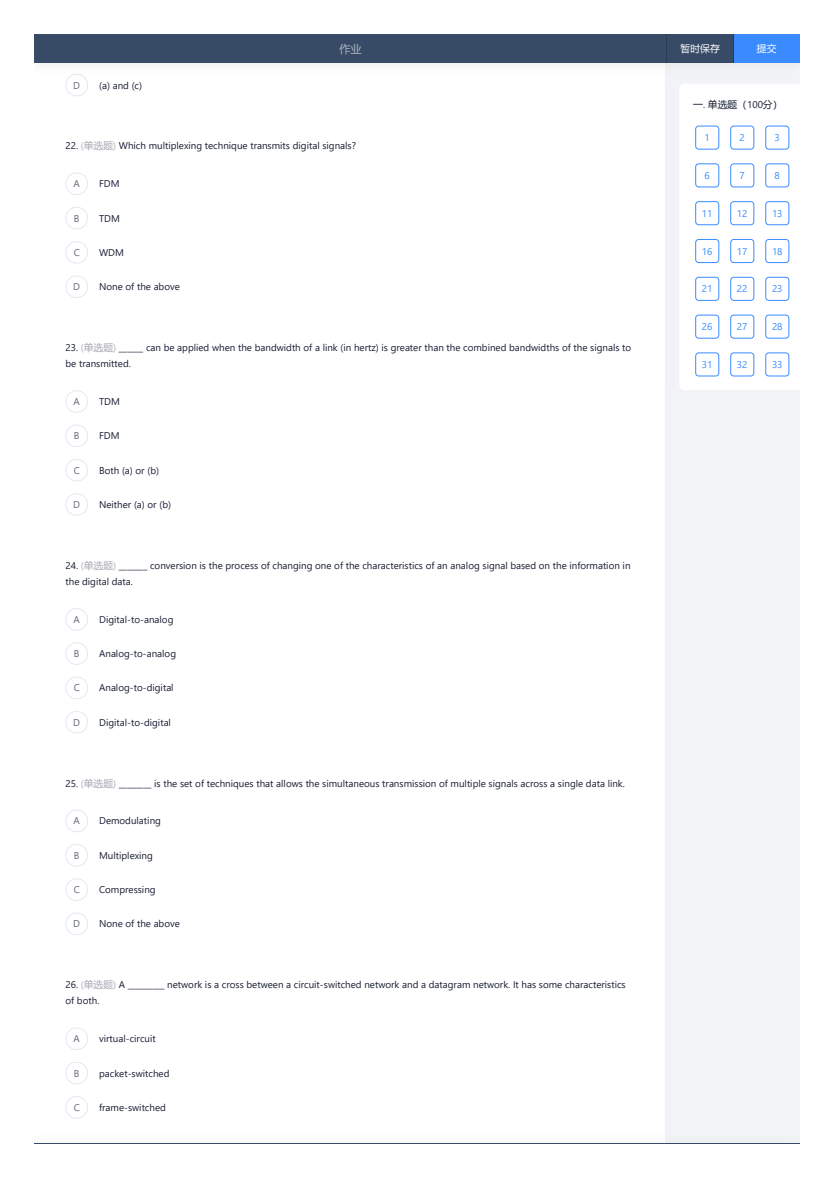 作业
暂时保存
提交
D (a) and (c)
22. (单选题) Which multiplexing technique transmits digital signals?
A FDM
B TDM
C WDM
D None of the above
23. (单选题) _____ can be applied when the bandwidth of a link (in hertz) is greater than the combined bandwidths of the signals to
be transmitted.
A TDM
B FDM
C Both (a) or (b)
D Neither (a) or (b)
24. (单选题) ______ conversion is the process of changing one of the characteristics of an analog signal based on the information in
the digital data.
A Digital-to-analog
B Analog-to-analog
C Analog-to-digital
D Digital-to-digital
25. (单选题) _______ is the set of techniques that allows the simultaneous transmission of multiple signals across a single data link.
A Demodulating
B Multiplexing
C Compressing
D None of the above
26. (单选题) A ________ network is a cross between a circuit-switched network and a datagram network. It has some characteristics
of both.
A virtual-circuit
B packet-switched
C frame-switched
一. 单选题（100分）
1 2 3
6 7 8
11 12 13
16 17 18
21 22 23
26 27 28
31 32 33